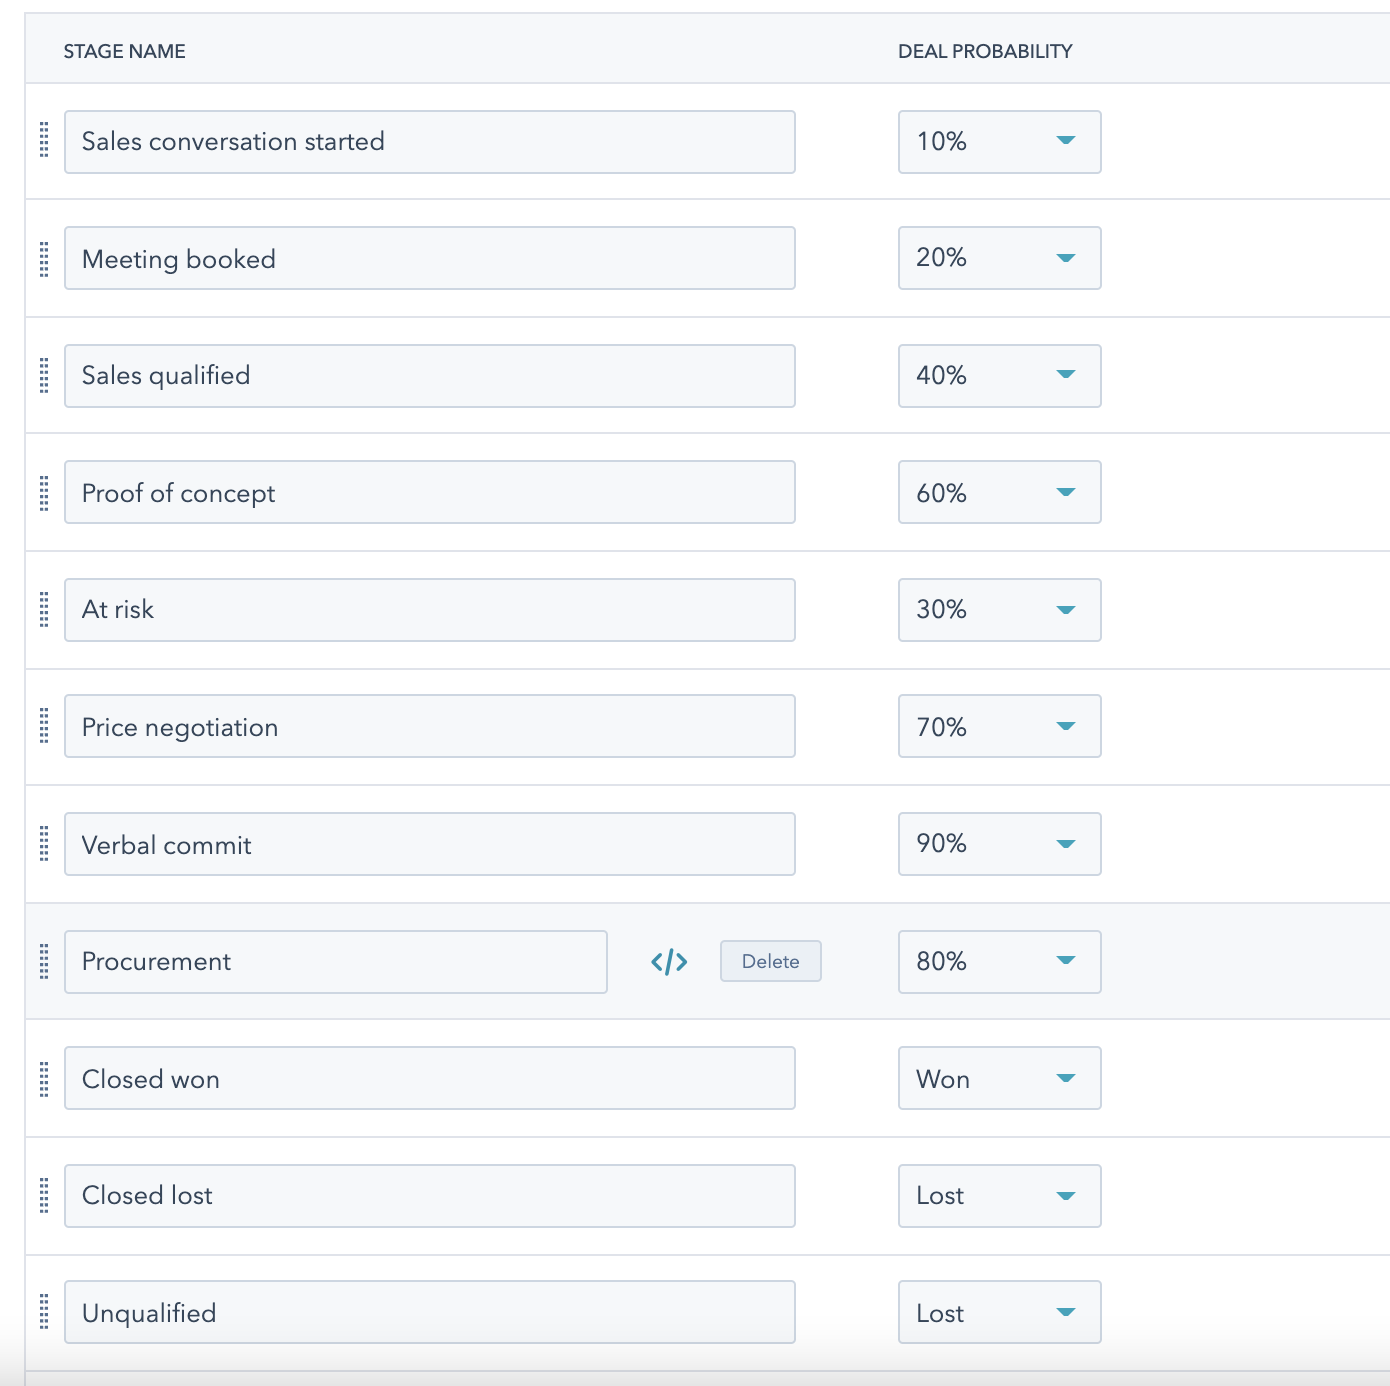 STAGE NAME DEAL PROBABILITY
Sales conversation started 10%
Meeting booked 20%
Sales qualified 40%
Proof of concept 60%
At risk 30%
Price negotiation 70%
Verbal commit 90%
Procurement </> Delete 80%
Closed won Won
Closed lost Lost
Unqualified Lost